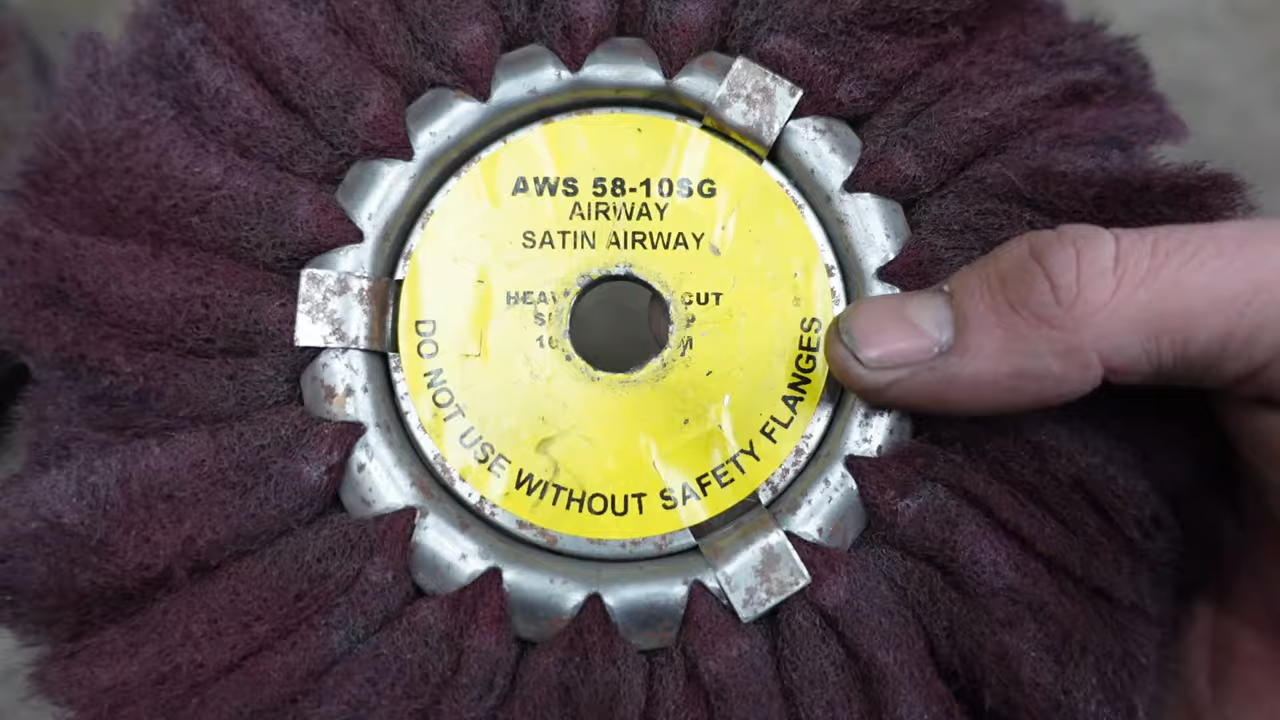 AWS 58-10SG
AIRWAY
SATIN AIRWAY
CUT
DO NOT USE WITHOUT SAFETY FLANGES